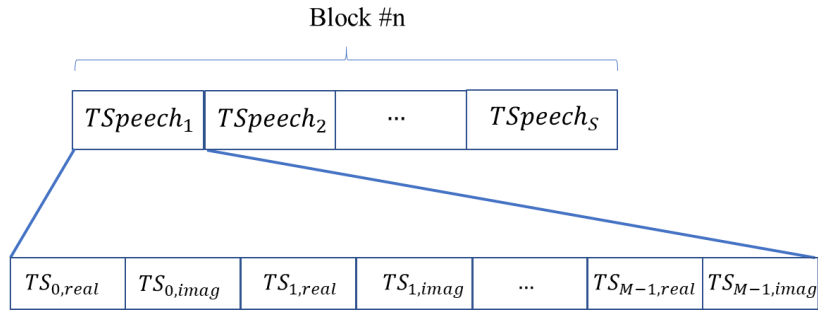 Block #n
TSpeech₁ TSpeech₂ ... TSpeechₛ
TS₀,real TS₀,imag TS₁,real TS₁,imag ... TSM−1,real TSM−1,imag